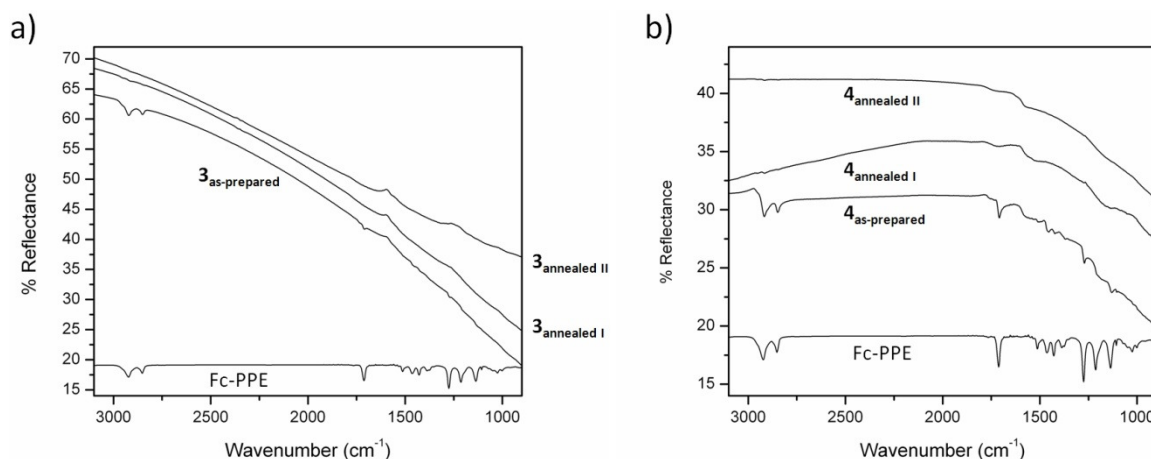 a)
70
65
60
55
50
45
40
35
30
25
20
15
% Reflectance
3as-prepared
3annealed II
3annealed I
Fc-PPE
3000 2500 2000 1500 1000
Wavenumber (cm-1)
b)
40
35
30
25
20
15
% Reflectance
4annealed II
4annealed I
4as-prepared
Fc-PPE
3000 2500 2000 1500 1000
Wavenumber (cm-1)